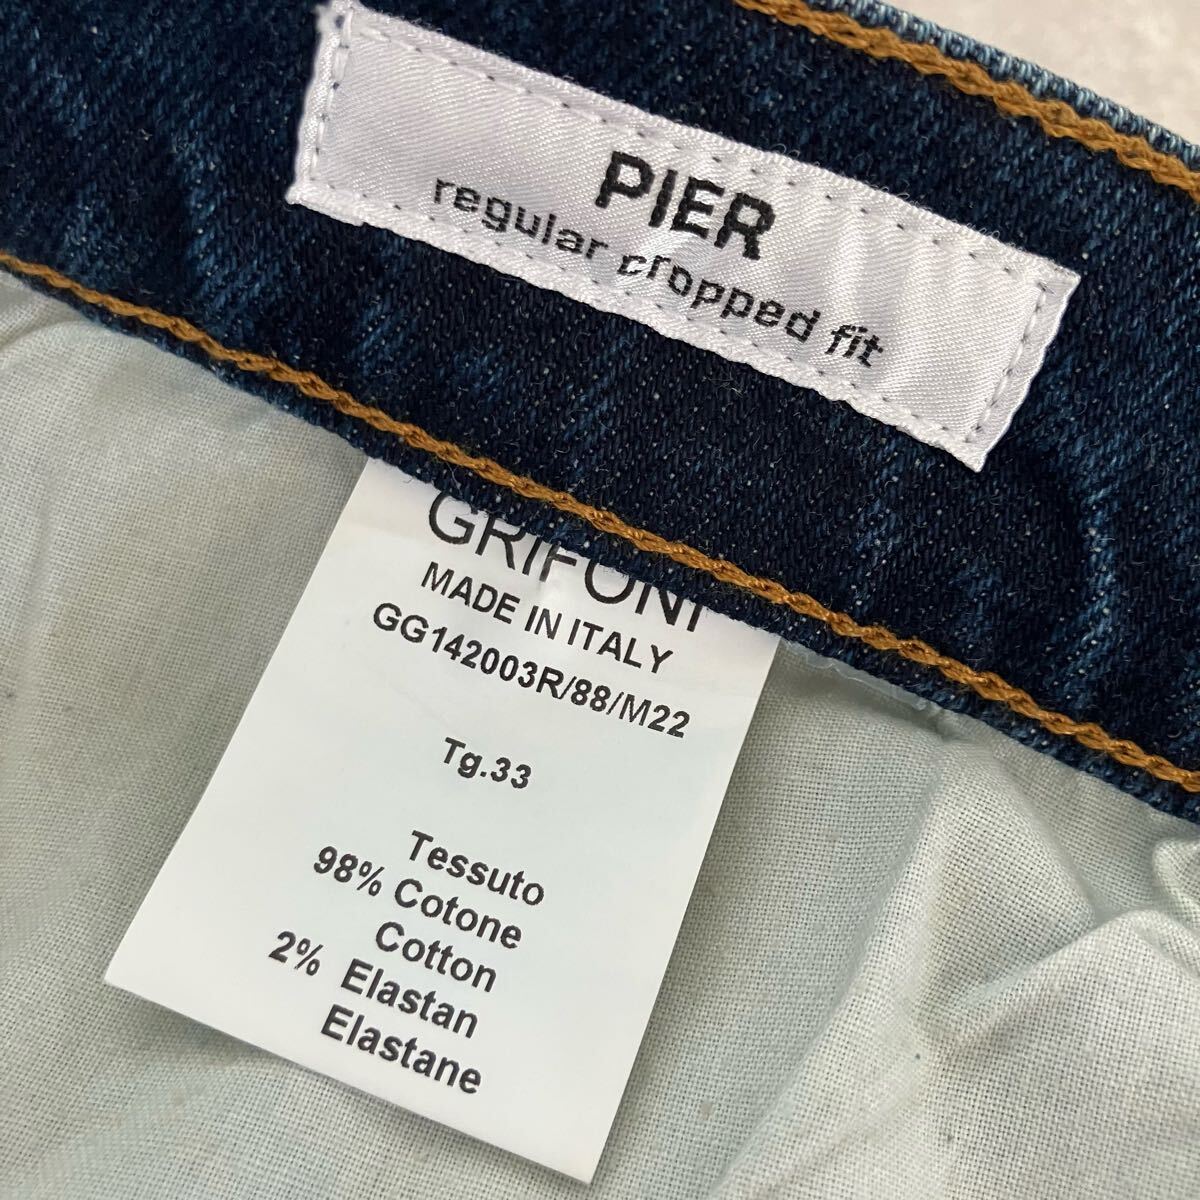 PIER
regular cropped fit
GRIFONI
MADE IN ITALY
GG142003R/88/M22
Tg.33
Tessuto
98% Cotone
Cotton
2% Elastan
Elastane